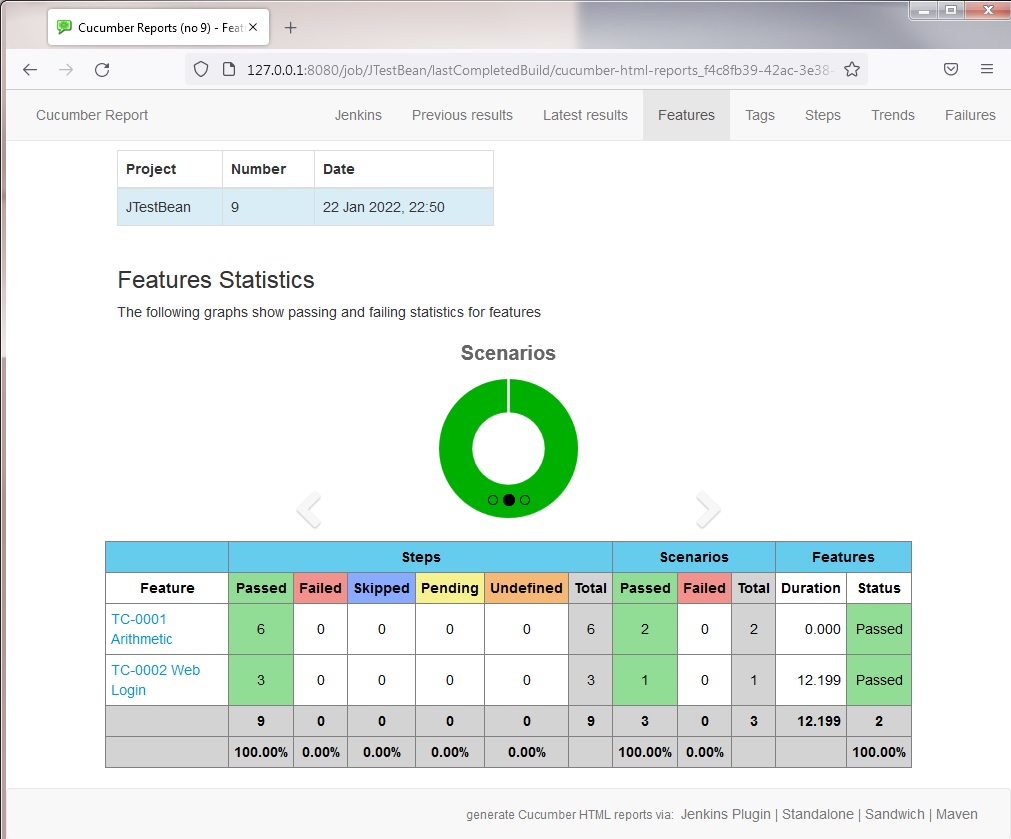 Cucumber Reports (no 9) - Feat
127.0.0.1:8080/job/JTestBean/lastCompletedBuild/cucumber-html-reports_f4c8fb39-42ac-3e38-
Cucumber Report Jenkins Previous results Latest results Features Tags Steps Trends Failures
Project Number Date
JTestBean 9 22 Jan 2022, 22:50
Features Statistics
The following graphs show passing and failing statistics for features
Scenarios
Steps Scenarios Features
Feature Passed Failed Skipped Pending Undefined Total Passed Failed Total Duration Status
TC-0001
Arithmetic 6 0 0 0 0 6 2 0 2 0.000 Passed
TC-0002 Web
Login 3 0 0 0 0 3 1 0 1 12.199 Passed
9 0 0 0 0 9 3 0 3 12.199 2
100.00% 0.00% 0.00% 0.00% 0.00% 100.00% 0.00% 100.00%
generate Cucumber HTML reports via: Jenkins Plugin | Standalone | Sandwich | Maven